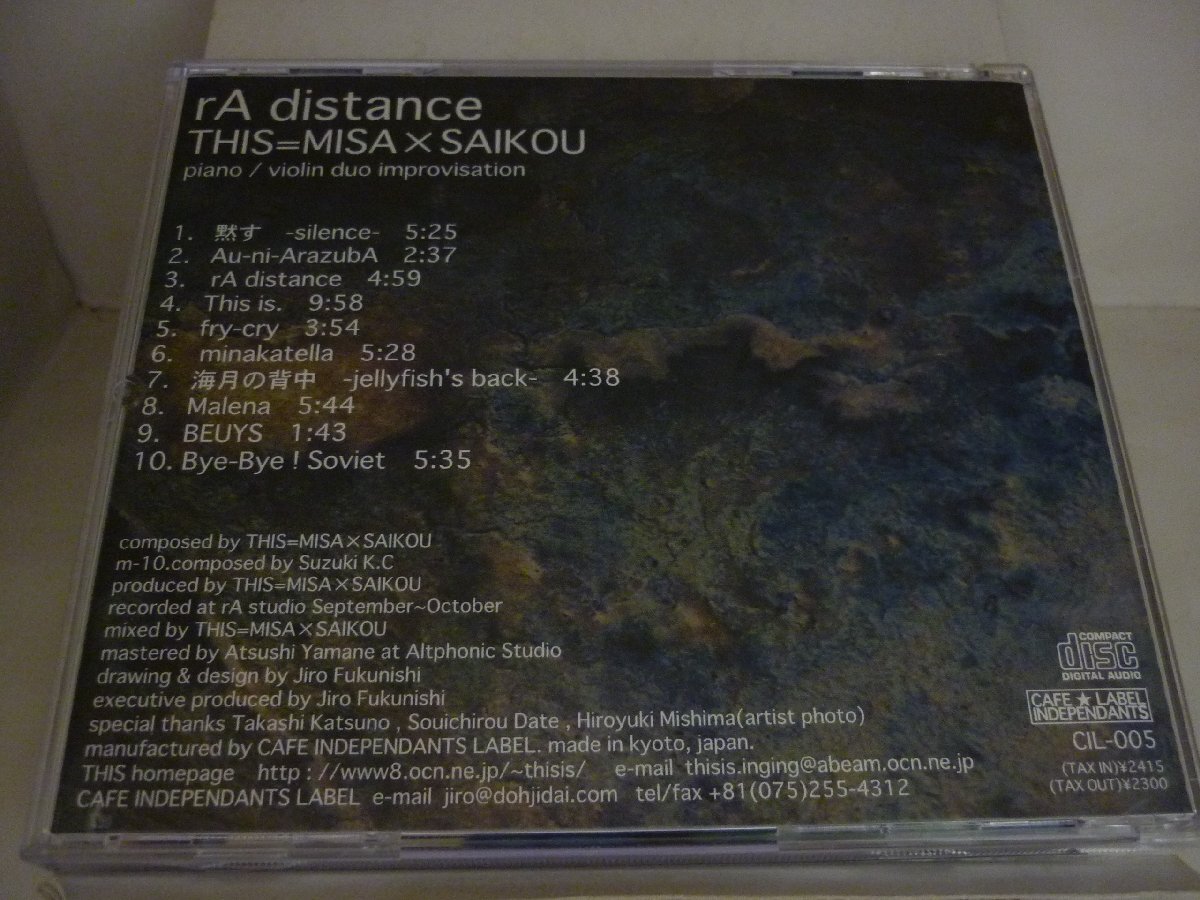 rA distance
THIS=MISA×SAIKOU
piano / violin duo improvisation
1. 黙す -silence- 5:25
2. Au-ni-ArazubA 2:37
3. rA distance 4:59
4. This is. 9:58
5. fry-cry 3:54
6. minakatella 5:28
7. 海月の背中 -jellyfish's back- 4:38
8. Malena 5:44
9. BEUYS 1:43
10. Bye-Bye ! Soviet 5:35
composed by THIS=MISA×SAIKOU
m-10.composed by Suzuki K.C
produced by THIS=MISA×SAIKOU
recorded at rA studio September~October
mixed by THIS=MISA×SAIKOU
mastered by Atsushi Yamane at Altphonic Studio
drawing & design by Jiro Fukunishi
executive produced by Jiro Fukunishi
special thanks Takashi Katsuno , Souichirou Date , Hiroyuki Mishima(artist photo)
manufactured by CAFE INDEPENDANTS LABEL. made in kyoto, japan.
THIS homepage http : //www8.ocn.ne.jp/~thisis/ e-mail thisis.inging@abeam.ocn.ne.jp
CAFE INDEPENDANTS LABEL e-mail jiro@dohjidai.com tel/fax +81(075)255-4312
COMPACT
disc
DIGITAL AUDIO
CAFE★LABEL
INDEPENDANTS
CIL-005
(TAX IN)¥2415
(TAX OUT)¥2300